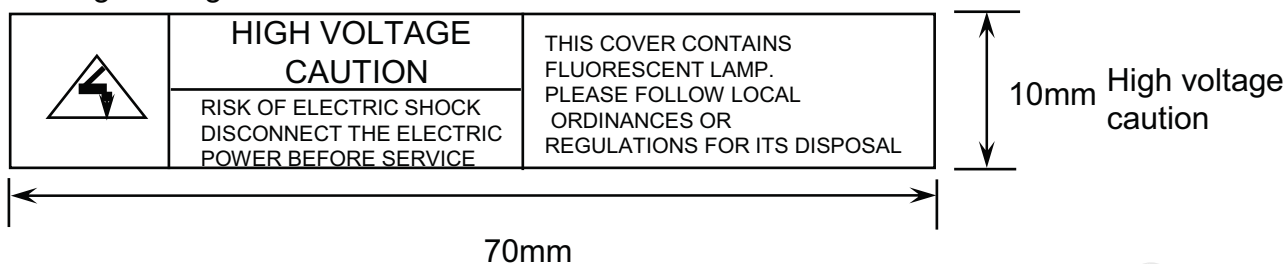 HIGH VOLTAGE
CAUTION
RISK OF ELECTRIC SHOCK
DISCONNECT THE ELECTRIC
POWER BEFORE SERVICE
THIS COVER CONTAINS
FLUORESCENT LAMP.
PLEASE FOLLOW LOCAL
ORDINANCES OR
REGULATIONS FOR ITS DISPOSAL
10mm
High voltage
caution
70mm